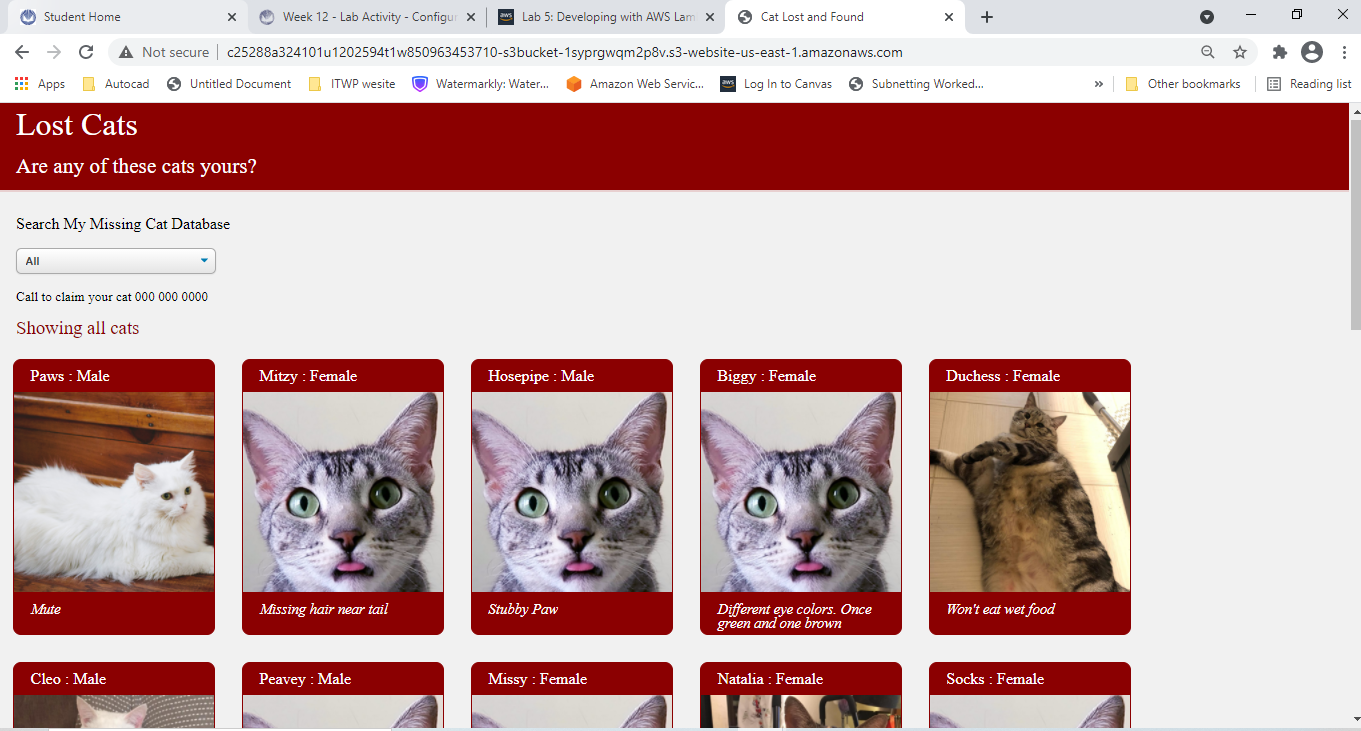 Student Home
Week 12 - Lab Activity - Configur
Lab 5: Developing with AWS Lam
Cat Lost and Found
Not secure
c25288a324101u1202594t1w850963453710-s3bucket-1syprgwqm2p8v.s3-website-us-east-1.amazonaws.com
Apps
Autocad
Untitled Document
ITWP wesite
Watermarkly: Water...
Amazon Web Servic...
aws
Log In to Canvas
Subnetting Worked...
»
Other bookmarks
Reading list
Lost Cats
Are any of these cats yours?
Search My Missing Cat Database
All
Call to claim your cat 000 000 0000
Showing all cats
Paws : Male
Mute
Mitzy : Female
Missing hair near tail
Hosepipe : Male
Stubby Paw
Biggy : Female
Different eye colors. Once
green and one brown
Duchess : Female
Won't eat wet food
Cleo : Male
Peavey : Male
Missy : Female
Natalia : Female
Socks : Female